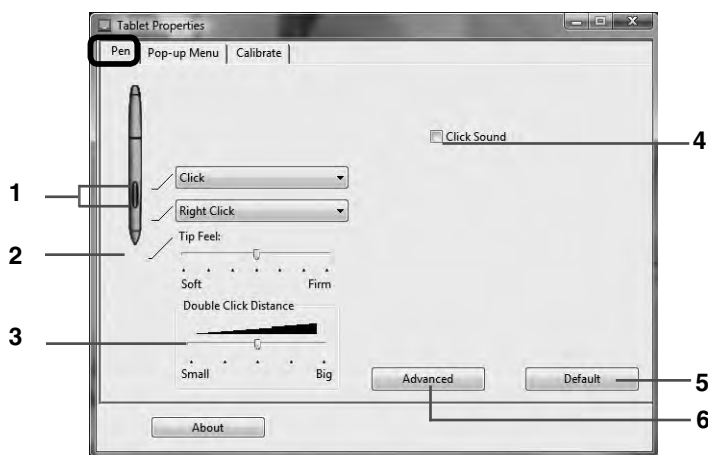 Tablet Properties
Pen Pop-up Menu Calibrate
Click Sound
4
Click
1
Right Click
Tip Feel:
2
Soft Firm
Double Click Distance
3
Small Big
Advanced
Default
5
6
About